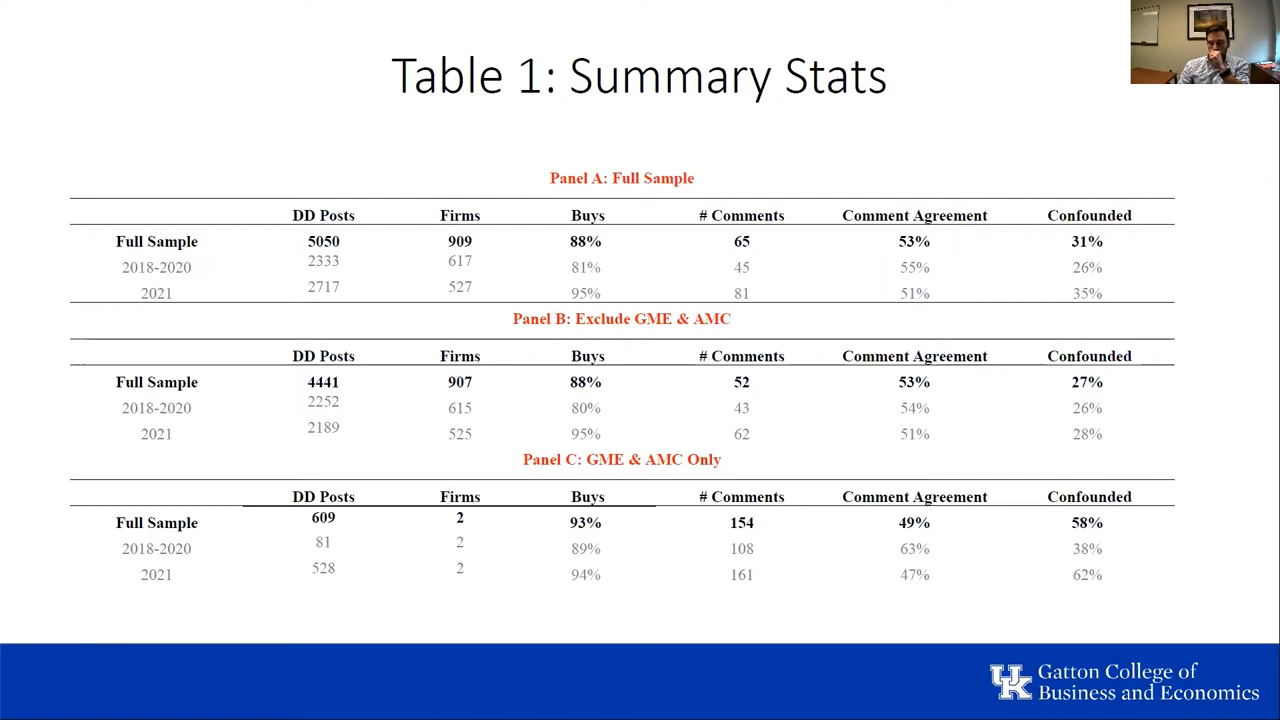 Table 1: Summary Stats
Panel A: Full Sample
DD Posts Firms Buys # Comments Comment Agreement Confounded
Full Sample 5050 909 88% 65 53% 31%
2018-2020 2333 617 81% 45 55% 26%
2021 2717 527 95% 81 51% 35%
Panel B: Exclude GME & AMC
DD Posts Firms Buys # Comments Comment Agreement Confounded
Full Sample 4441 907 88% 52 53% 27%
2018-2020 2252 615 80% 43 54% 26%
2021 2189 525 95% 62 51% 28%
Panel C: GME & AMC Only
DD Posts Firms Buys # Comments Comment Agreement Confounded
Full Sample 609 2 93% 154 49% 58%
2018-2020 81 2 89% 108 63% 38%
2021 528 2 94% 161 47% 62%
UK Gatton College of
Business and Economics